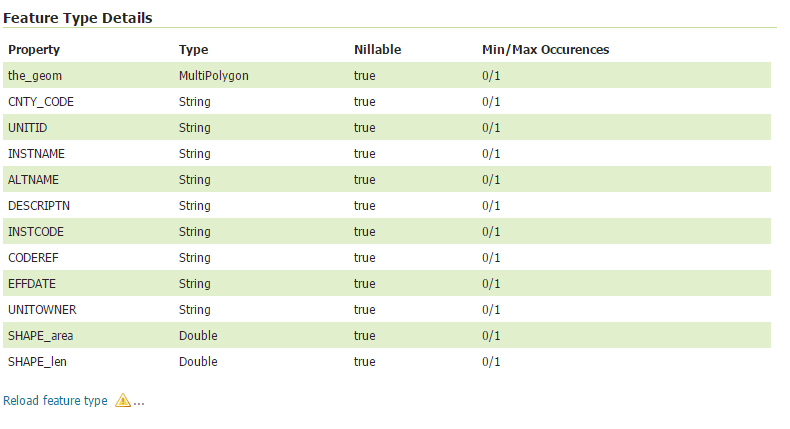 Feature Type Details
Property Type Nillable Min/Max Occurences
the_geom MultiPolygon true 0/1
CNTY_CODE String true 0/1
UNITID String true 0/1
INSTNAME String true 0/1
ALTNAME String true 0/1
DESCRIPTN String true 0/1
INSTCODE String true 0/1
CODEREF String true 0/1
EFFDATE String true 0/1
UNITOWNER String true 0/1
SHAPE_area Double true 0/1
SHAPE_len Double true 0/1
Reload feature type ...